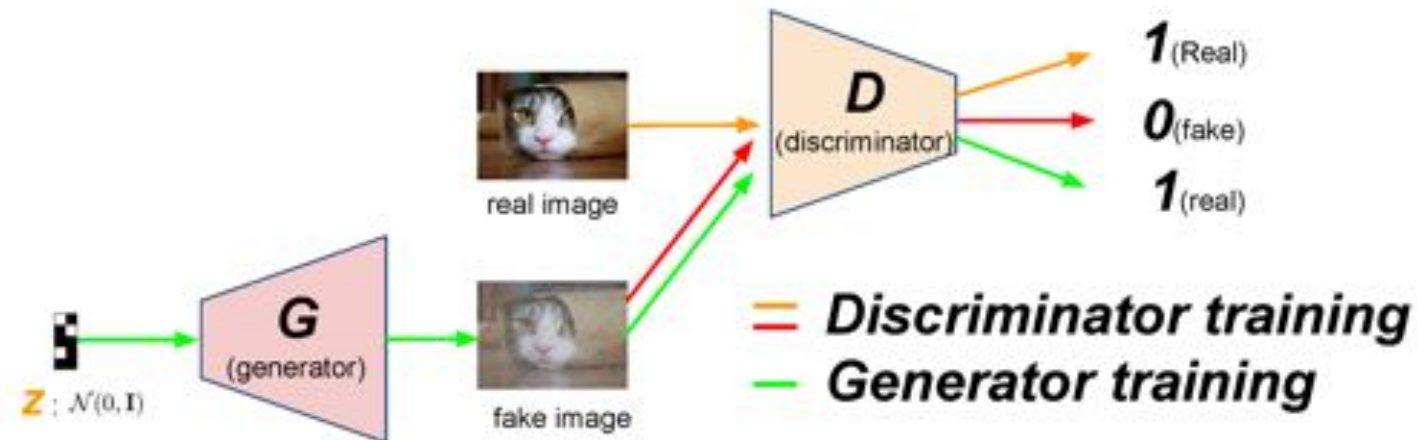 1(Real)
D
(discriminator)
0(fake)
1(real)
real image
G
(generator)
Z : N(0, I)
fake image
Discriminator training
Generator training